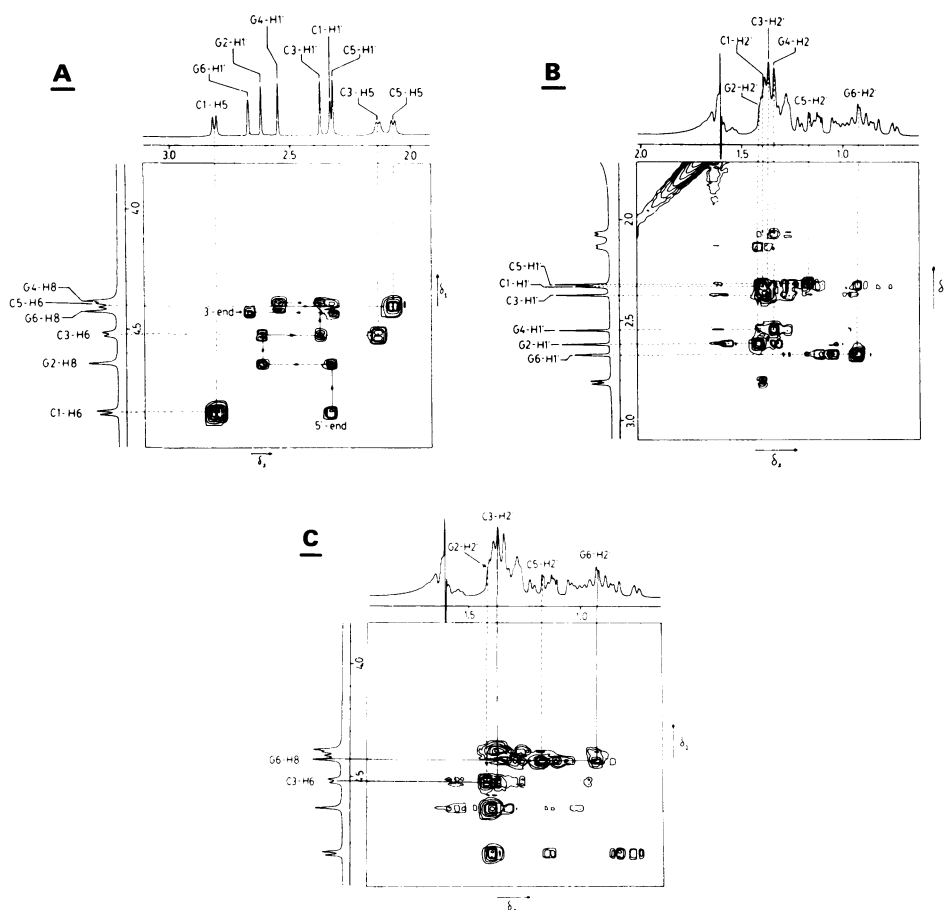 A
C1-H5
G6-H1'
G2-H1'
G4-H1'
C3-H1'
C1-H1'
C5-H1'
C3-H5
C5-H5
3.0
2.5
2.0
4.0
4.5
δ₁
G4-H8
C5-H6
G6-H8
C3-H6
G2-H8
C1-H6
3'-end
5'-end
δ₂
B
G2-H2'
C1-H2'
C3-H2'
G4-H2
C5-H2'
G6-H2'
2.0
1.5
1.0
2.0
2.5
3.0
δ
C5-H1'
C1-H1'
C3-H1'
G4-H1'
G2-H1'
G6-H1'
δ₂
C
G2-H2'
C3-H2
C5-H2'
G6-H2
1.5
1.0
4.0
4.5
G6-H8
C3-H6